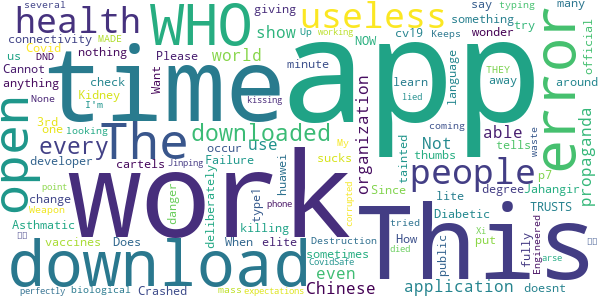 several
health
WHO
useless
typing
many
giving
say
something
connectivity
MADE
nothing
Working
Up
cv19
Keeps
NOW
official
Covid
DND
Please
show
try
wonder
us
Cannot
anything
Want
world
minute
language
error
None
I'm
check
Kidney
time
app
learn
away
around
THEY
3rd
one
tells
looking
kissing
lied
open
The
downloaded
organization
able
coming
every
use
Not
people
propaganda
developer
occur
sucks
thumbs
waste
My
cartels
Jinping
Failure
huawei
tainted
degree
Jahangir
change
deliberately
type1
Since
lite
p7
point
danger
phone
work
corrupted
Diabetic
TRUSTS
Weapon
This
How
put
Asthmatic
When
elite
tried
public
Xi
fully
Engineered
vaccines
Does
killing
Destruction
died
download
sometimes
CovidSafe
application
even
arse
perfectly
biological
Crashed
mass
expectations
Chinese
doesnt